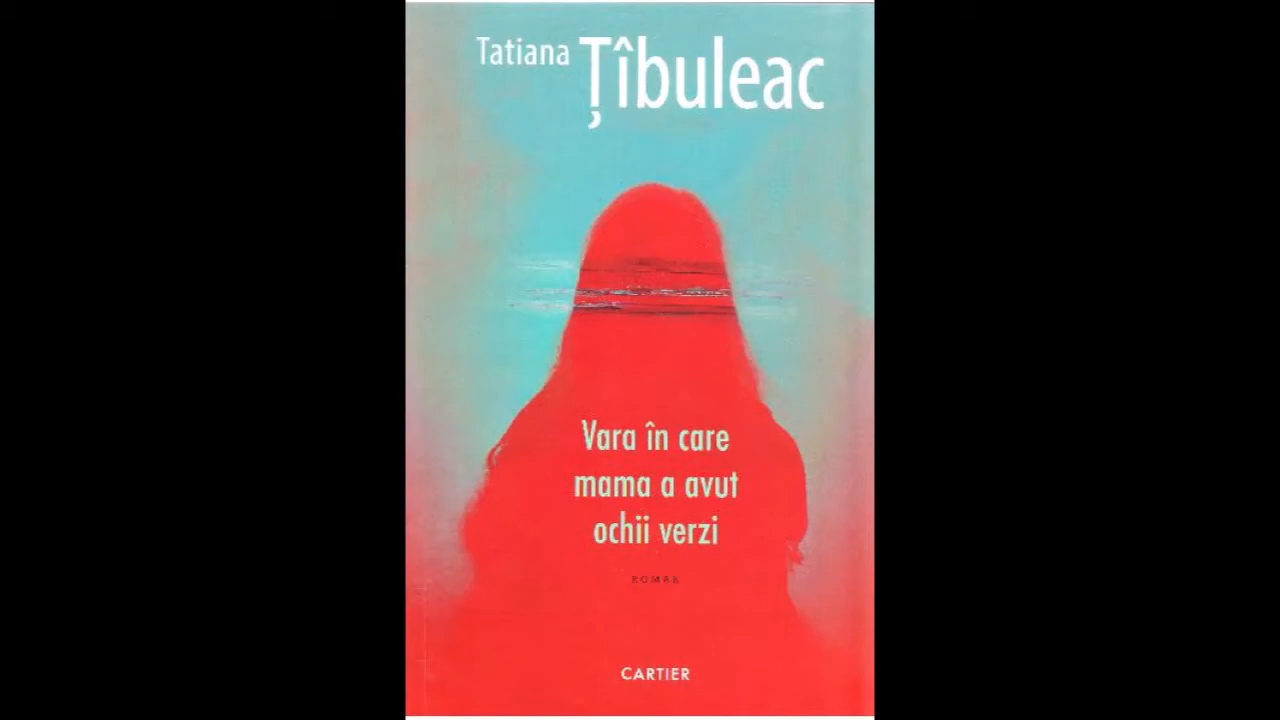 Tatiana Țîbuleac
Vara în care
mama a avut
ochii verzi
ROMAN
CARTIER